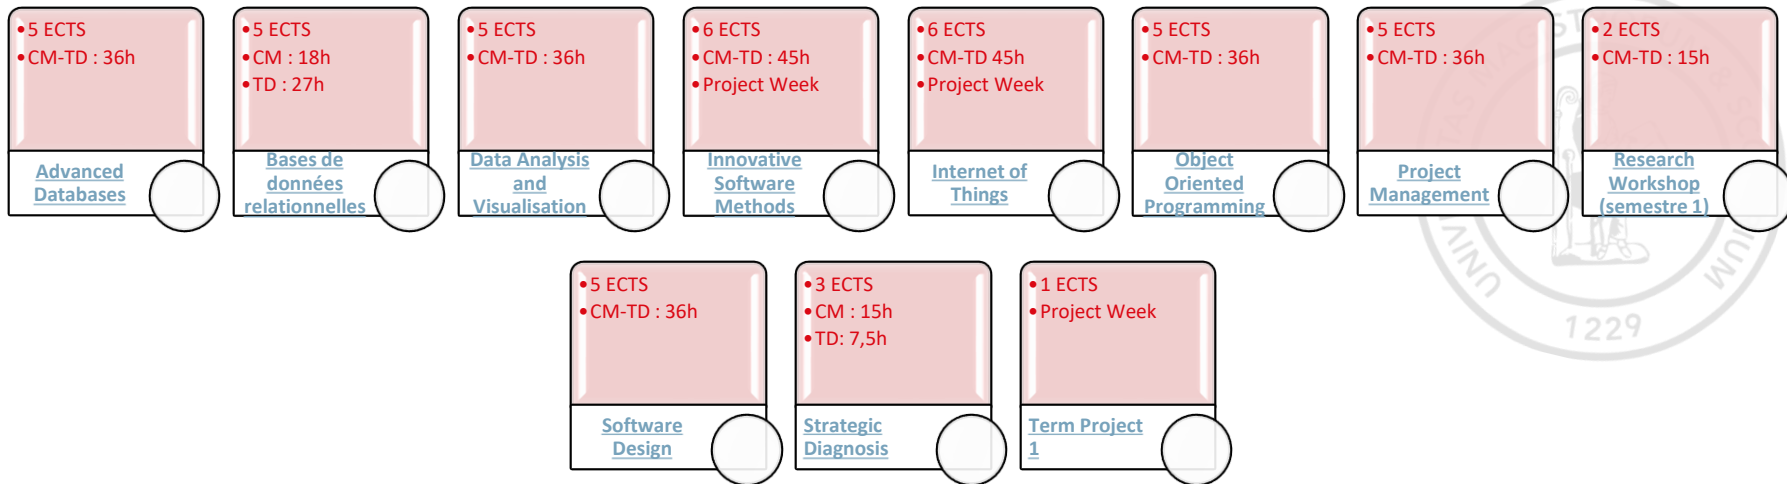 • 5 ECTS
• CM-TD : 36h
Advanced
Databases
• 5 ECTS
• CM : 18h
• TD : 27h
Bases de
données
relationnelles
• 5 ECTS
• CM-TD : 36h
Data Analysis
and
Visualisation
• 6 ECTS
• CM-TD : 45h
• Project Week
Innovative
Software
Methods
• 6 ECTS
• CM-TD 45h
• Project Week
Internet of
Things
• 5 ECTS
• CM-TD : 36h
Object
Oriented
Programming
• 5 ECTS
• CM-TD : 36h
Project
Management
• 2 ECTS
• CM-TD : 15h
Research
Workshop
(semestre 1)
• 5 ECTS
• CM-TD : 36h
Software
Design
• 3 ECTS
• CM : 15h
• TD: 7,5h
Strategic
Diagnosis
• 1 ECTS
• Project Week
Term Project
1
1229